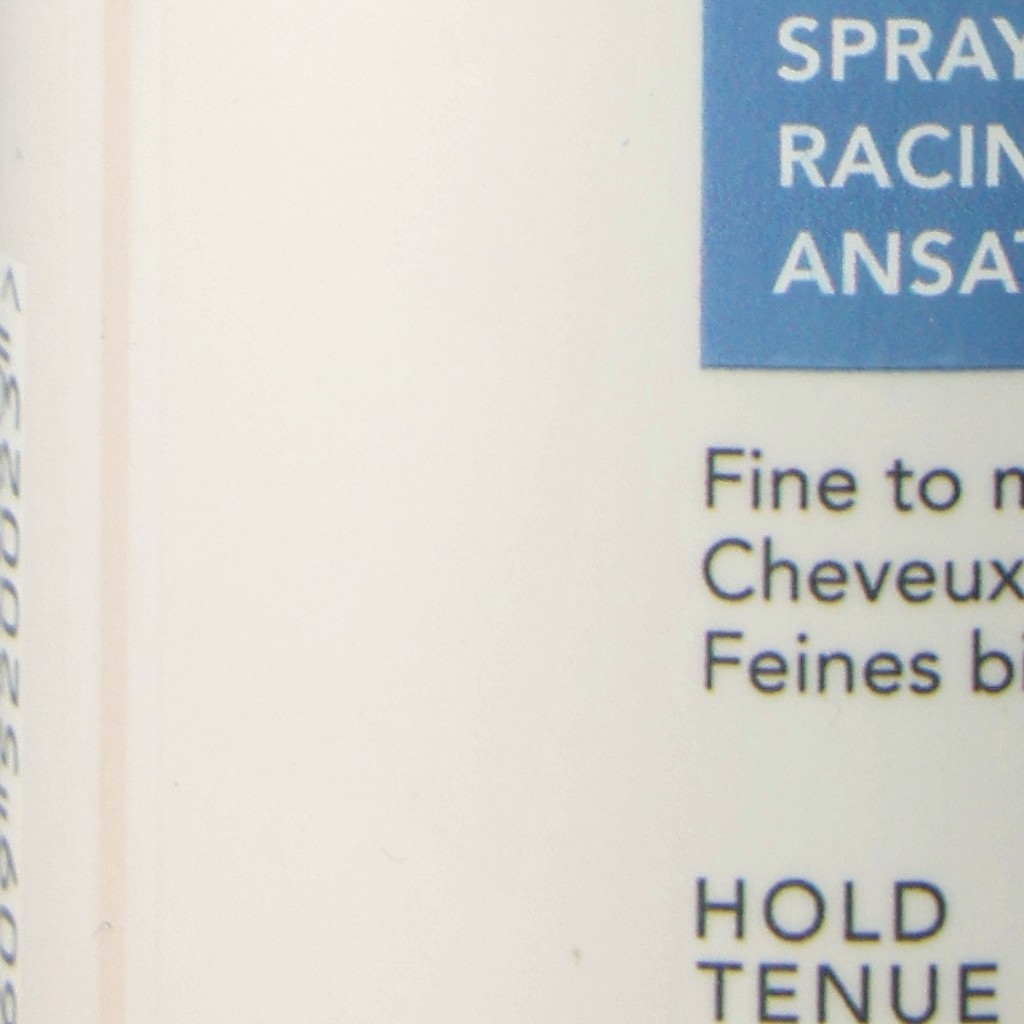 SPRAY
RACIN
ANSAT
Fine to m
Cheveux
Feines bi
HOLD
TENUE